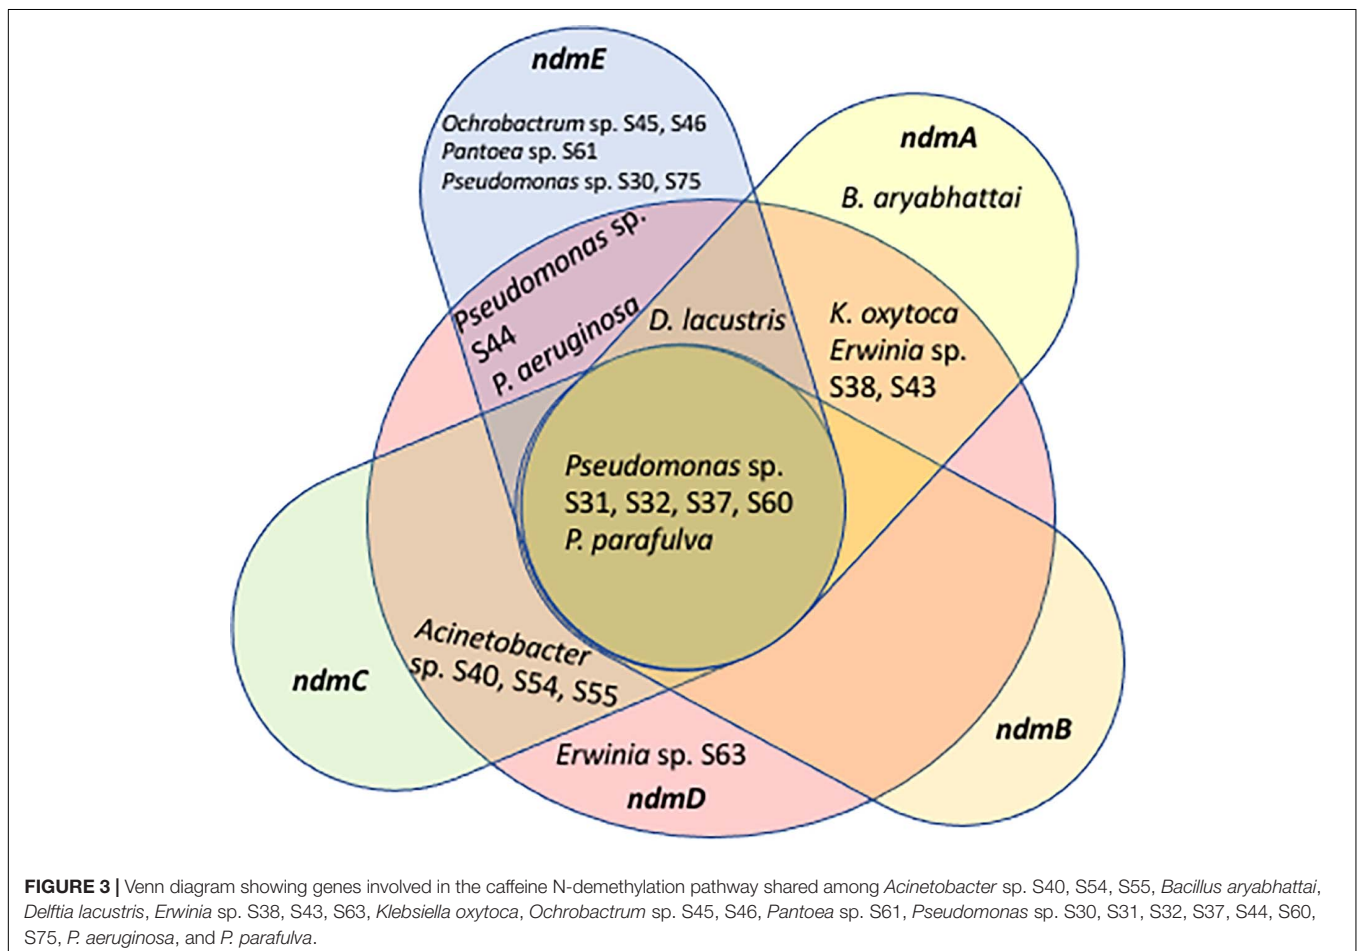 ndmE
Ochrobactrum sp. S45, S46
Pantoea sp. S61
Pseudomonas sp. S30, S75
ndmA
B. aryabhattai
Pseudomonas sp.
S44
P. aeruginosa
D. lacustris
K. oxytoca
Erwinia sp.
S38, S43
Pseudomonas sp.
S31, S32, S37, S60
P. parafulva
Acinetobacter
sp. S40, S54, S55
ndmC
ndmB
Erwinia sp. S63
ndmD
FIGURE 3 | Venn diagram showing genes involved in the caffeine N-demethylation pathway shared among Acinetobacter sp. S40, S54, S55, Bacillus aryabhattai,
Delftia lacustris, Erwinia sp. S38, S43, S63, Klebsiella oxytoca, Ochrobactrum sp. S45, S46, Pantoea sp. S61, Pseudomonas sp. S30, S31, S32, S37, S44, S60,
S75, P. aeruginosa, and P. parafulva.